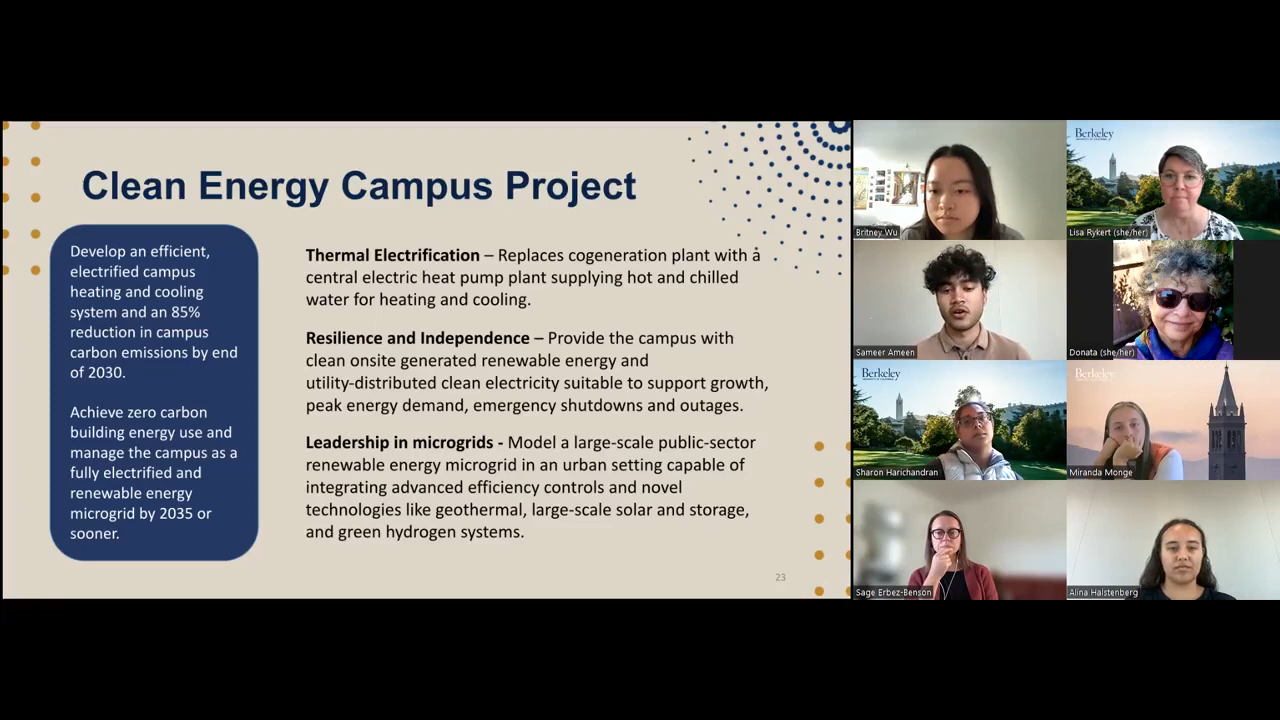 Clean Energy Campus Project
Develop an efficient,
electrified campus
heating and cooling
system and an 85%
reduction in campus
carbon emissions by end
of 2030.
Achieve zero carbon
building energy use and
manage the campus as a
fully electrified and
renewable energy
microgrid by 2035 or
sooner.
Thermal Electrification – Replaces cogeneration plant with a
central electric heat pump plant supplying hot and chilled
water for heating and cooling.
Resilience and Independence – Provide the campus with
clean onsite generated renewable energy and
utility-distributed clean electricity suitable to support growth,
peak energy demand, emergency shutdowns and outages.
Leadership in microgrids - Model a large-scale public-sector
renewable energy microgrid in an urban setting capable of
integrating advanced efficiency controls and novel
technologies like geothermal, large-scale solar and storage,
and green hydrogen systems.
23
Britney Wu
Berkeley
Lisa Rykert (she/her)
Sameer Ameen
Donata (she/her)
Berkeley
Sharon Harichandran
Berkeley
Miranda Monge
Sage Erbez-Benson
Alina Halstenberg